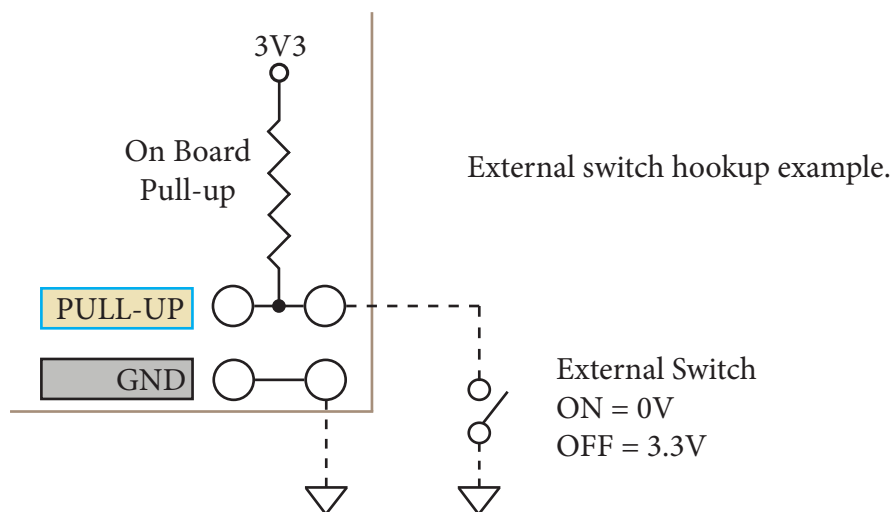 3V3
On Board
Pull-up
External switch hookup example.
PULL-UP
GND
External Switch
ON = 0V
OFF = 3.3V